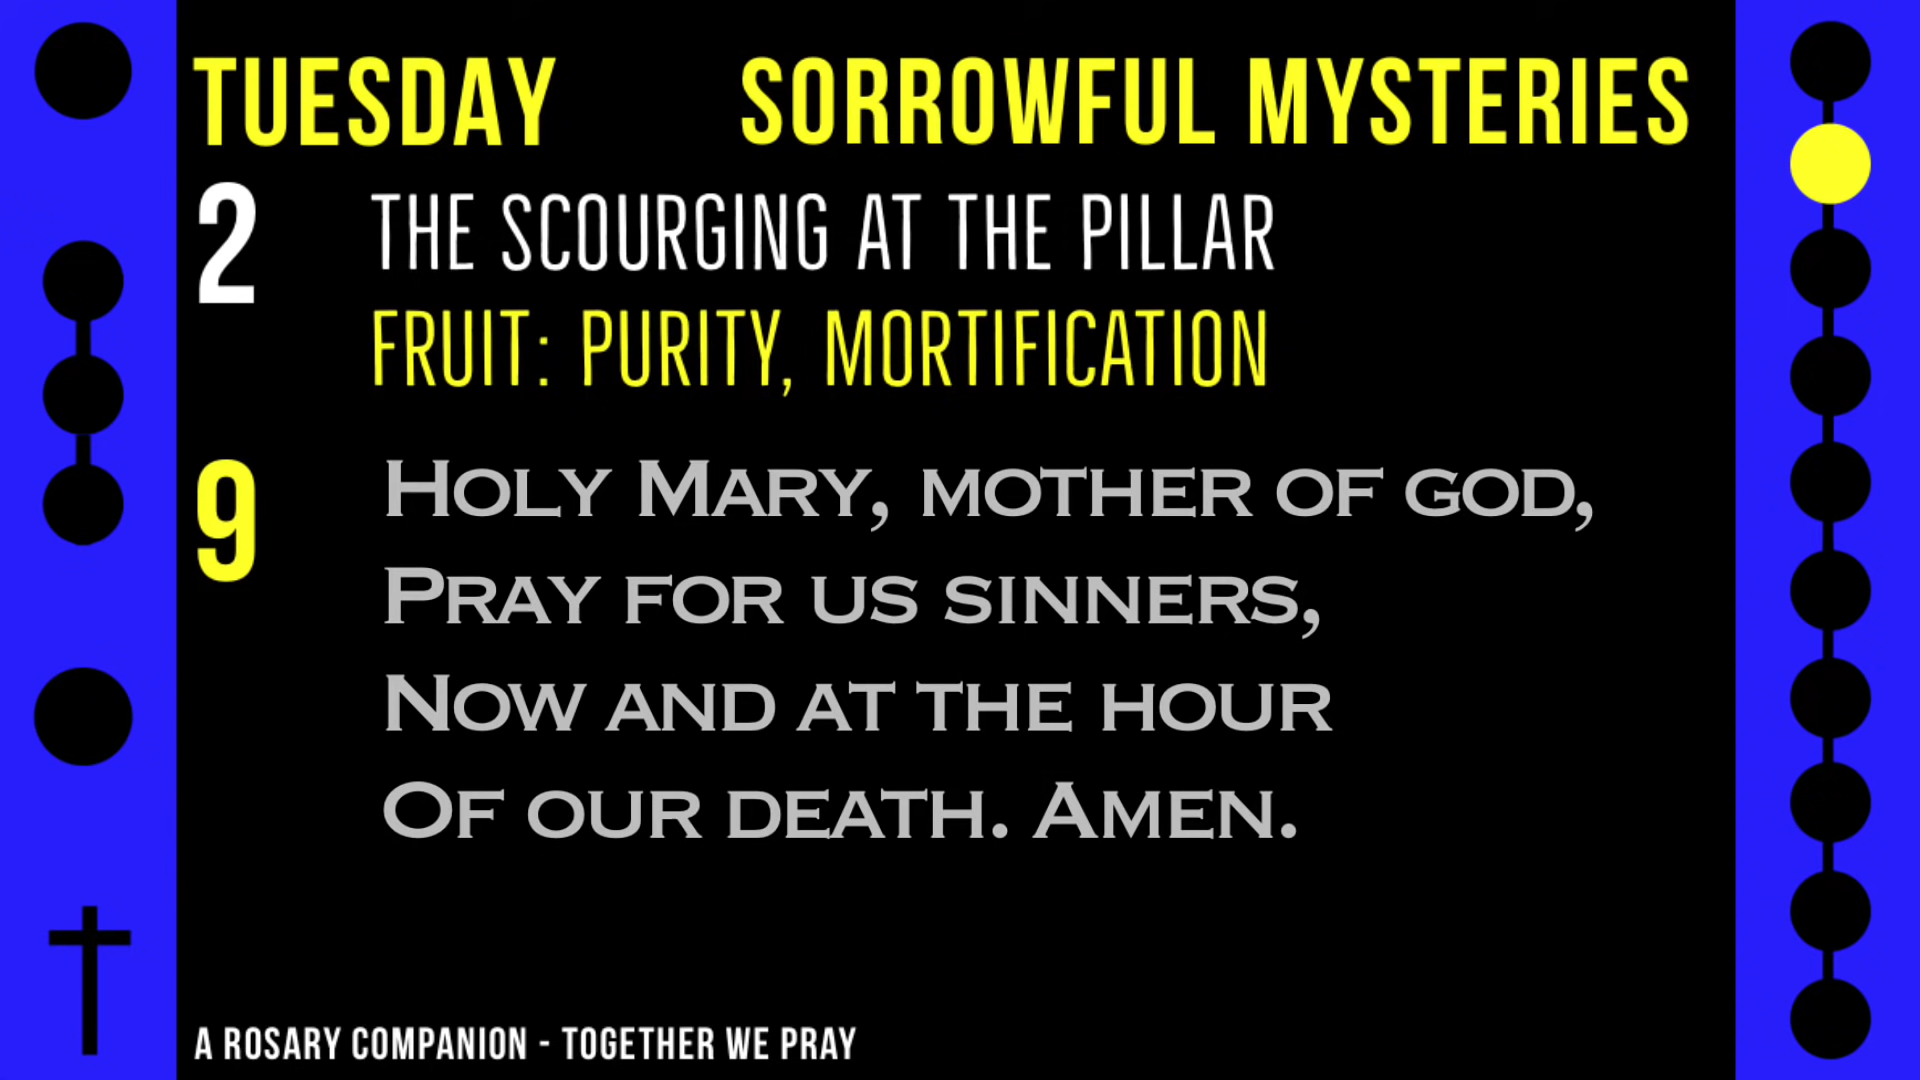 TUESDAY SORROWFUL MYSTERIES
2 THE SCOURGING AT THE PILLAR
FRUIT: PURITY, MORTIFICATION
9 HOLY MARY, MOTHER OF GOD,
PRAY FOR US SINNERS,
NOW AND AT THE HOUR
OF OUR DEATH. AMEN.
A ROSARY COMPANION - TOGETHER WE PRAY